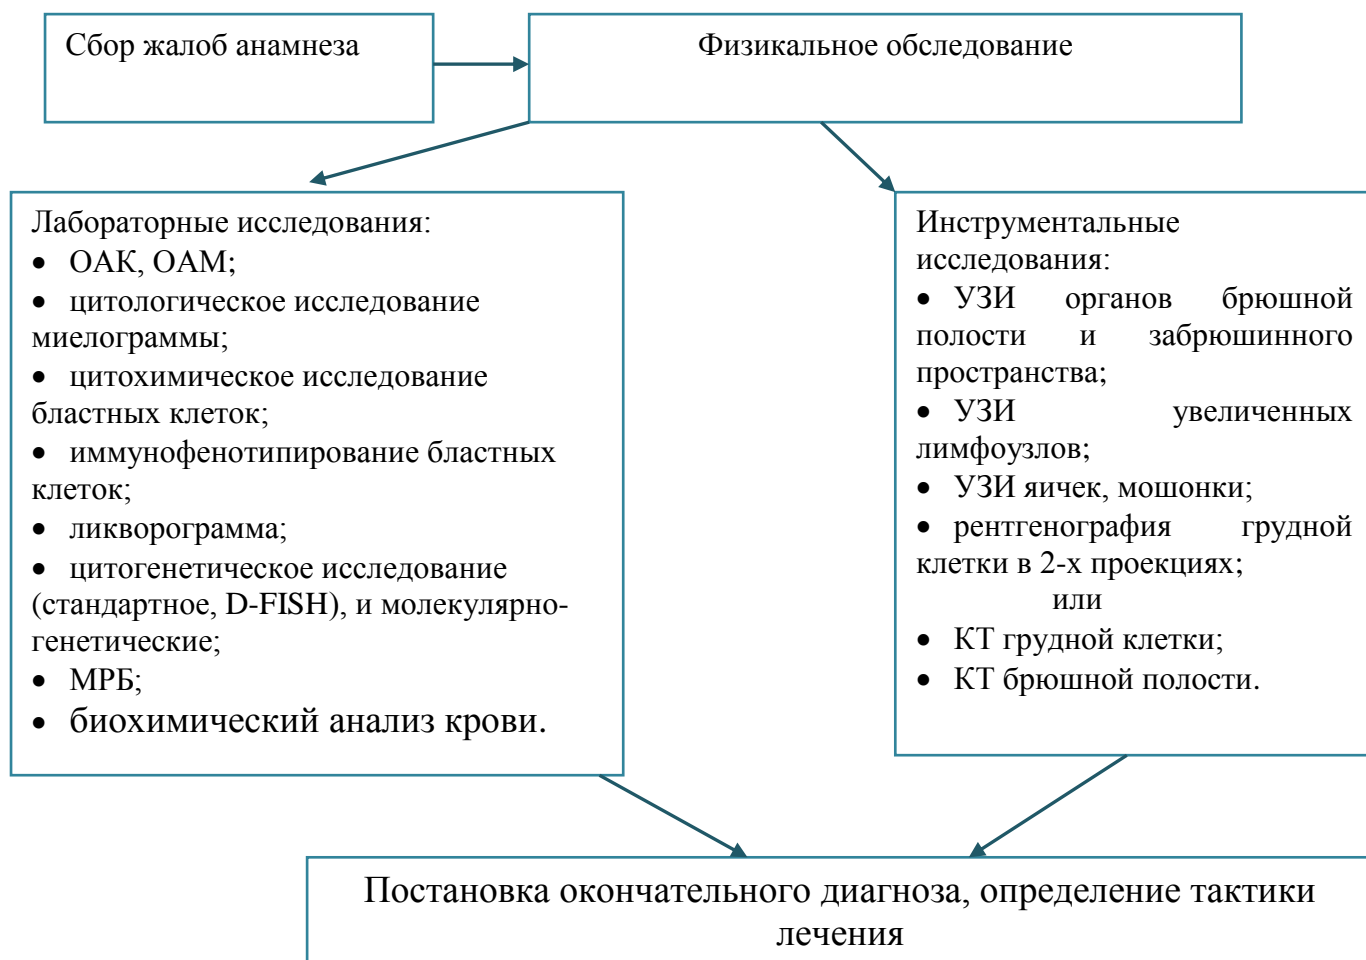 Сбор жалоб анамнеза
Физикальное обследование
Лабораторные исследования:
• ОАК, ОАМ;
• цитологическое исследование
миелограммы;
• цитохимическое исследование
бластных клеток;
• иммунофенотипирование бластных
клеток;
• ликворограмма;
• цитогенетическое исследование
(стандартное, D-FISH), и молекулярно-
генетические;
• МРБ;
• биохимический анализ крови.
Инструментальные
исследования:
• УЗИ органов брюшной
полости и забрюшинного
пространства;
• УЗИ увеличенных
лимфоузлов;
• УЗИ яичек, мошонки;
• рентгенография грудной
клетки в 2-х проекциях;
или
• КТ грудной клетки;
• КТ брюшной полости.
Постановка окончательного диагноза, определение тактики
лечения